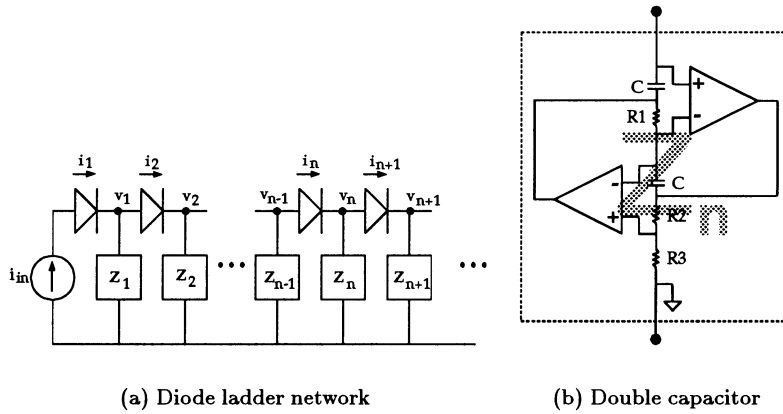 i1 i2 in in+1
v1 v2 vn-1 vn vn+1
iin Z1 Z2 ••• Zn-1 Zn Zn+1 •••
(a) Diode ladder network
C + -
R1
Zn
- C +
R2
R3
(b) Double capacitor